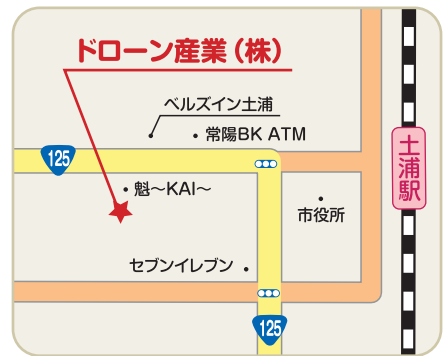 ドローン産業（株）
ベルズイン土浦
常陽BK ATM
125
魁～KAI～
土浦駅
市役所
セブンイレブン
125